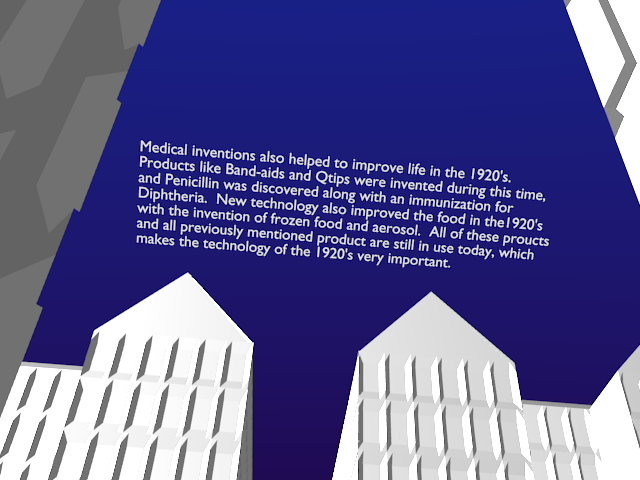 Medical inventions also helped to improve life in the 1920's.
Products like Band-aids and Qtips were invented during this time,
and Penicillin was discovered along with an immunization for
Diphtheria.  New technology also improved the food in the1920's
with the invention of frozen food and aerosol.  All of these proucts
and all previously mentioned product are still in use today, which
makes the technology of the 1920's very important.